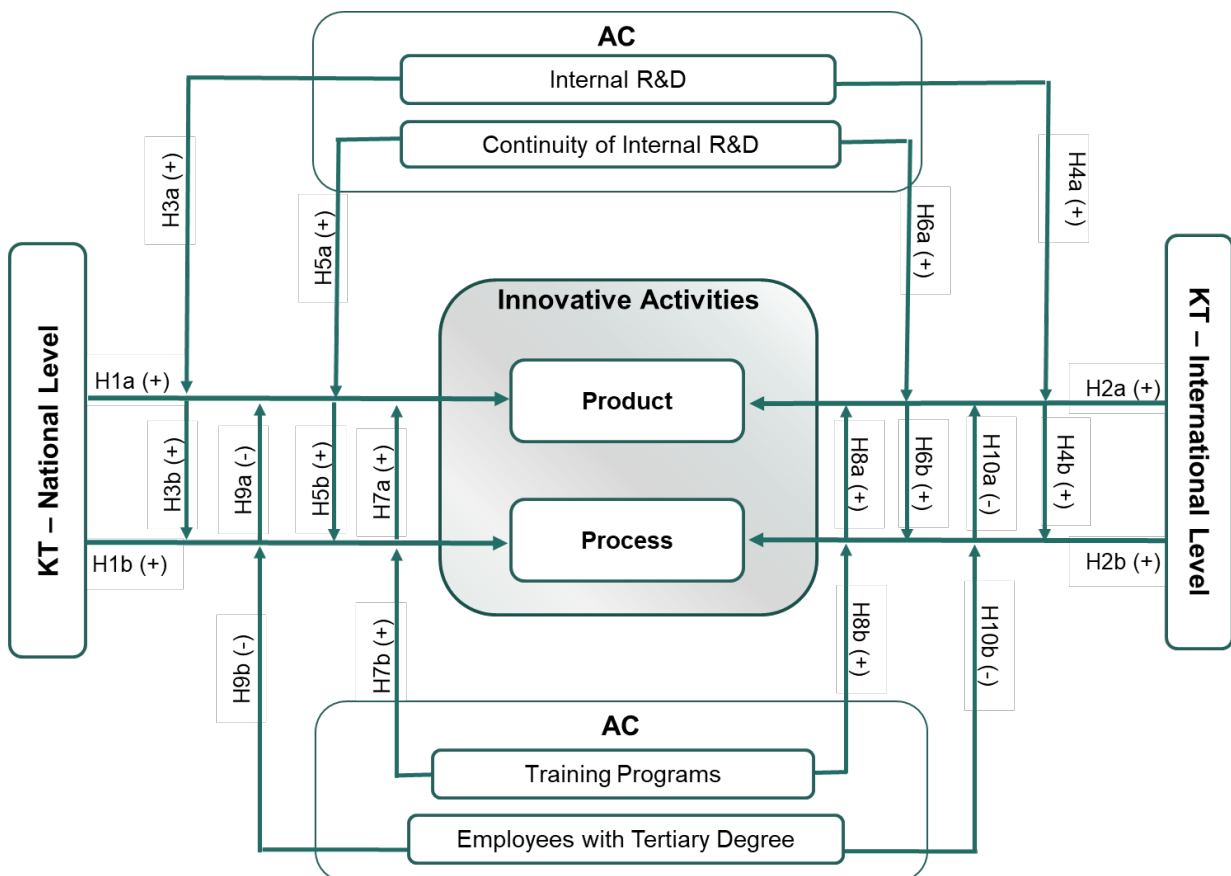 AC
Internal R&D
Continuity of Internal R&D
H3a (+)
H5a (+)
H6a (+)
H4a (+)
KT – National Level
Innovative Activities
KT – International Level
H1a (+)
Product
H2a (+)
H3b (+)
H9a (-)
H5b (+)
H7a (+)
H8a (+)
H6b (+)
H10a (-)
H4b (+)
H1b (+)
Process
H2b (+)
H9b (-)
H7b (+)
H8b (+)
H10b (-)
AC
Training Programs
Employees with Tertiary Degree